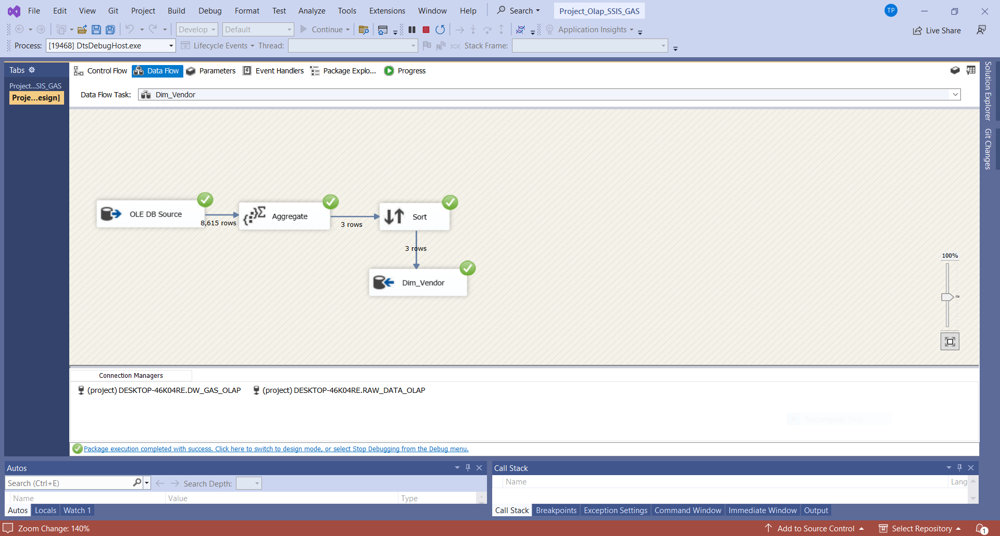 File Edit View Git Project Build Debug Format Test Analyze Tools Extensions Window Help Search Project_Olap_SSIS_GAS TP
Develop Default Continue Application Insights Live Share
Process: [19468] DtsDebugHost.exe Lifecycle Events Thread: Stack Frame:
Tabs
Project...SIS_GAS
Proje...esign]
Control Flow Data Flow Parameters Event Handlers Package Explo... Progress
Data Flow Task: Dim_Vendor
Solution Explorer
Git Changes
OLE DB Source
8,615 rows
Aggregate
3 rows
Sort
3 rows
Dim_Vendor
100%
Connection Managers
(project) DESKTOP-46K04RE.DW_GAS_OLAP (project) DESKTOP-46K04RE.RAW_DATA_OLAP
Rectangular Snip
Package execution completed with success. Click here to switch to design mode, or select Stop Debugging from the Debug menu.
Autos
Search (Ctrl+E) Search Depth:
Name Value Type
Autos Locals Watch 1
Call Stack
Name Lang
Call Stack Breakpoints Exception Settings Command Window Immediate Window Output
Zoom Change: 140% Add to Source Control Select Repository 1